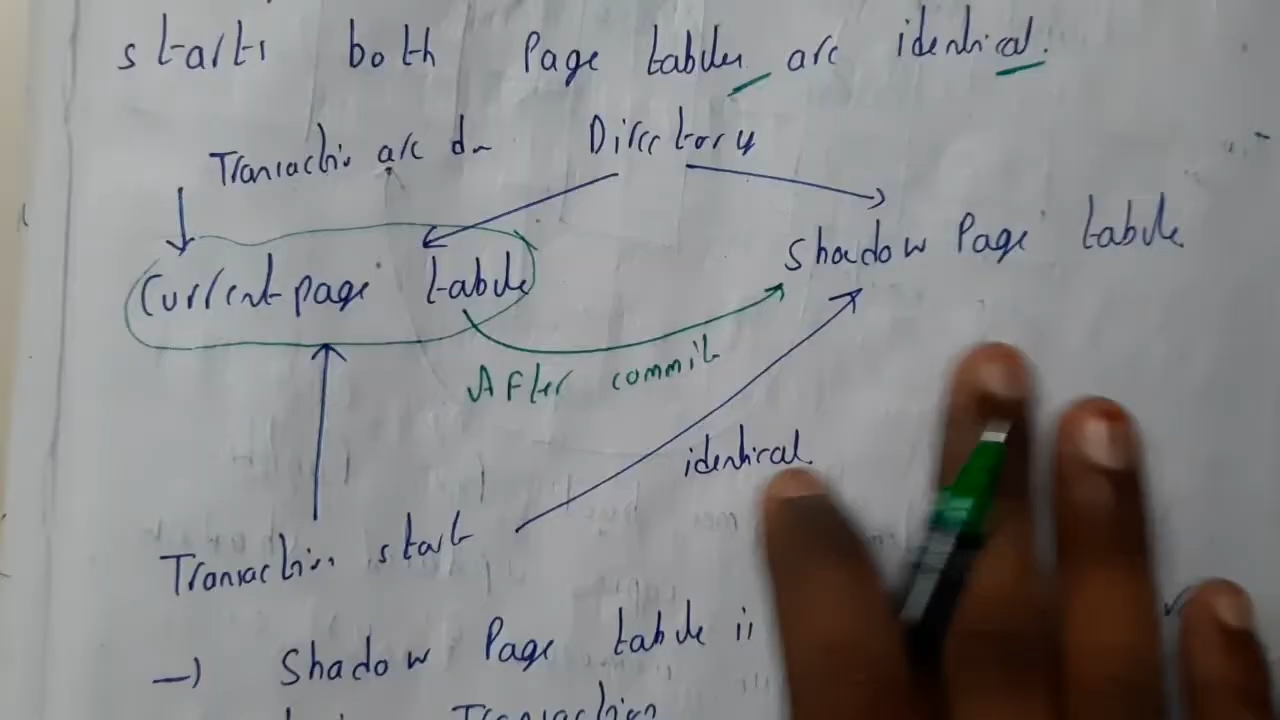 starts both Page tables are identical.
Transactio are d
Directory
Current page table
Shadow Page table
After commit
identical
Transaction start
→ Shadow Page table is
Transaction